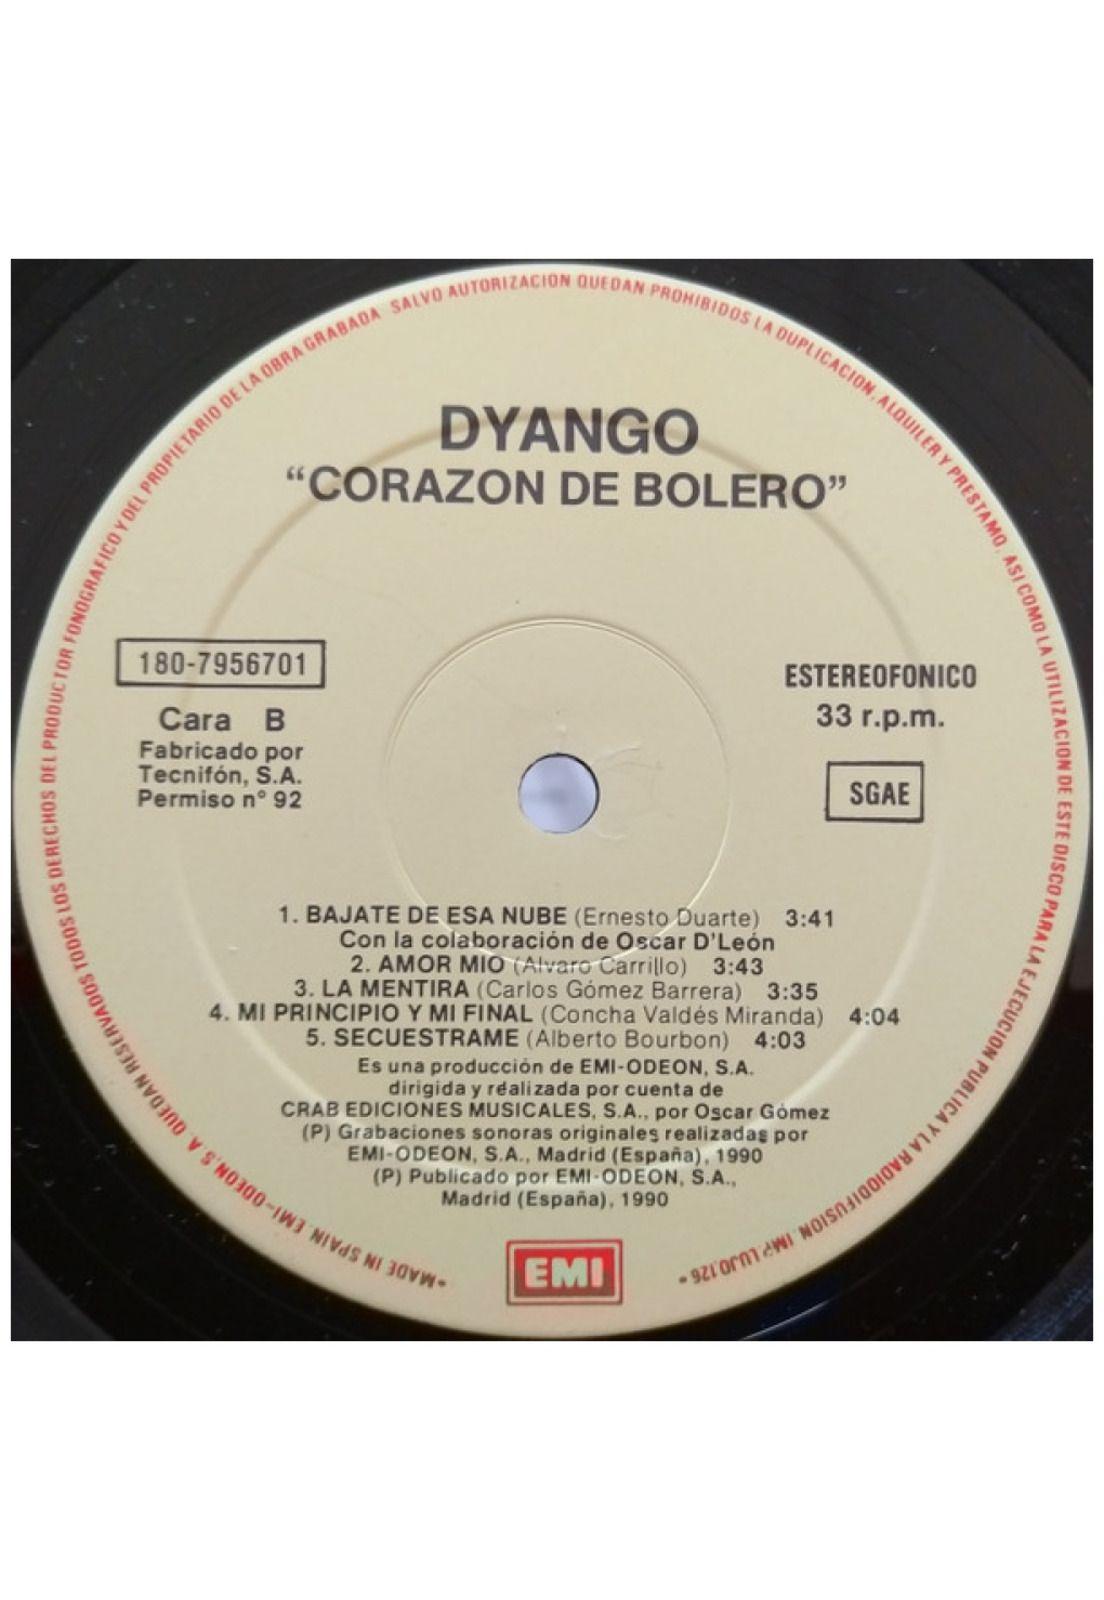 DYANGO
“CORAZON DE BOLERO”
180-7956701
Cara B
Fabricado por
Tecnifón, S.A.
Permiso n° 92
ESTEREOFONICO
33 r.p.m.
SGAE
1. BAJATE DE ESA NUBE (Ernesto Duarte) 3:41
Con la colaboración de Oscar D'León
2. AMOR MIO (Alvaro Carrillo) 3:43
3. LA MENTIRA (Carlos Gómez Barrera) 3:35
4. MI PRINCIPIO Y MI FINAL (Concha Valdés Miranda) 4:04
5. SECUESTRAME (Alberto Bourbon) 4:03
Es una producción de EMI-ODEON, S.A.
dirigida y realizada por cuenta de
CRAB EDICIONES MUSICALES, S.A., por Oscar Gómez
(P) Grabaciones sonoras originales realizadas por
EMI-ODEON, S.A., Madrid (España), 1990
(P) Publicado por EMI-ODEON, S.A.,
Madrid (España), 1990
EMI
*MADE IN SPAIN. EMI-ODEON, S.A. QUEDAN RESERVADOS TODOS LOS DERECHOS DEL PRODUCTOR FONOGRAFICO Y DEL PROPIETARIO DE LA OBRA GRABADA SALVO AUTORIZACION QUEDAN PROHIBIDOS LA DUPLICACION, ALQUILER Y PRESTAMO, ASI COMO LA UTILIZACION DE ESTE DISCO PARA LA EJECUCION PUBLICA Y LA RADIODIFUSION. IMP. LUJO, 126*